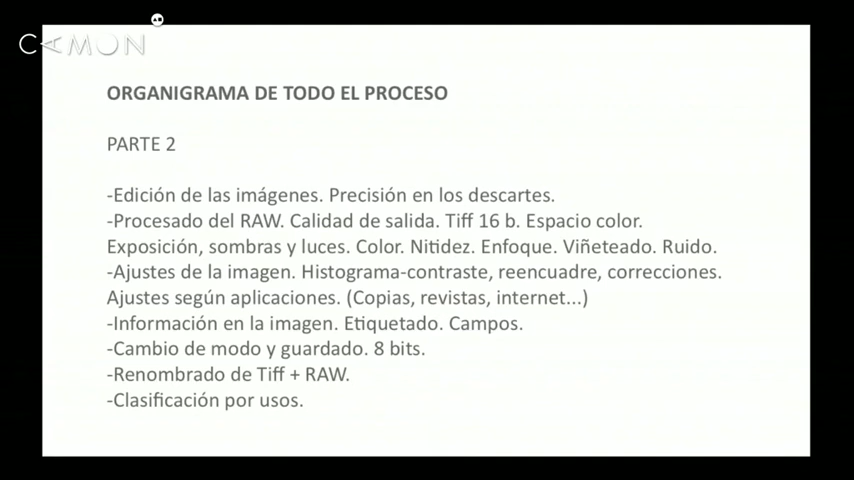 CAMON
ORGANIGRAMA DE TODO EL PROCESO
PARTE 2
-Edición de las imágenes. Precisión en los descartes.
-Procesado del RAW. Calidad de salida. Tiff 16 b. Espacio color.
Exposición, sombras y luces. Color. Nitidez. Enfoque. Viñeteado. Ruido.
-Ajustes de la imagen. Histograma-contraste, reencuadre, correcciones.
Ajustes según aplicaciones. (Copias, revistas, internet...)
-Información en la imagen. Etiquetado. Campos.
-Cambio de modo y guardado. 8 bits.
-Renombrado de Tiff + RAW.
-Clasificación por usos.